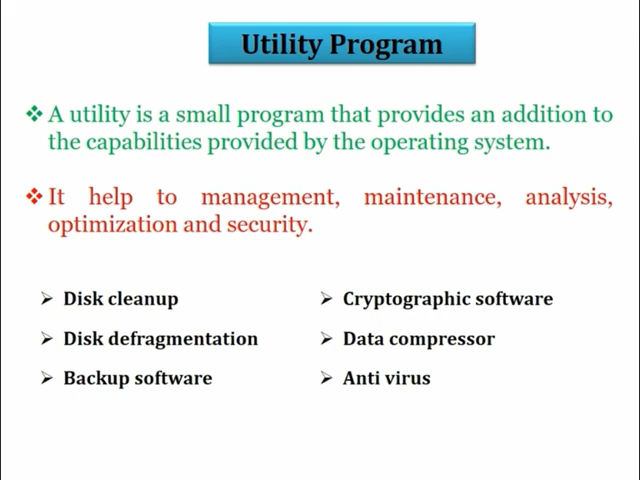 Utility Program
A utility is a small program that provides an addition to
the capabilities provided by the operating system.
It help to management, maintenance, analysis,
optimization and security.
Disk cleanup
Disk defragmentation
Backup software
Cryptographic software
Data compressor
Anti virus